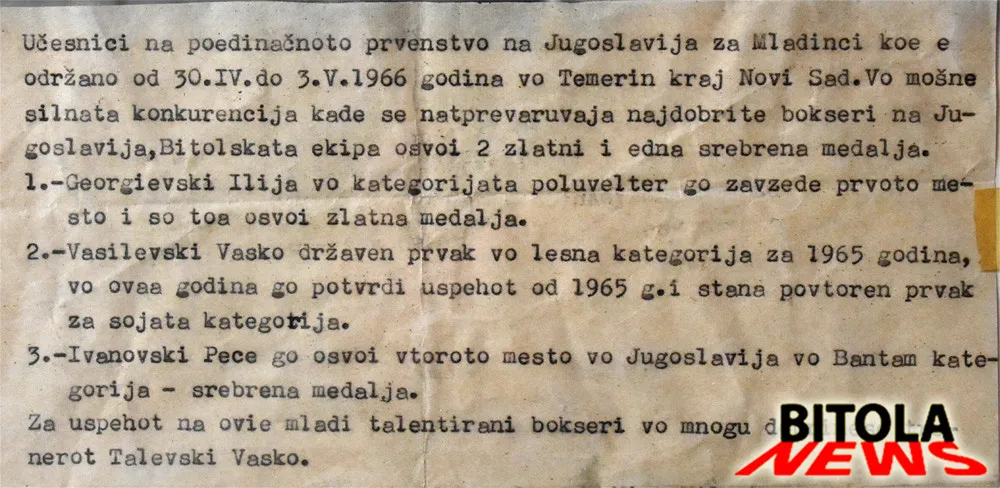 Učesnici na poedinačnoto prvenstvo na Jugoslavija za Mladinci koe e
održano od 30.IV.do 3.V.1966 godina vo Temerin kraj Novi Sad.Vo mošne
silnata konkurencija kade se natprevaruvaja najdobrite bokseri na Ju-
goslavija,Bitolskata ekipa osvoi 2 zlatni i edna srebrena medalja.
1.-Georgievski Ilija vo kategorijata poluvelter go zavzede prvoto me-
sto i so toa osvoi zlatna medalja.
2.-Vasilevski Vasko državen prvak vo lesna kategorija za 1965 godina,
vo ovaa godina go potvrdi uspehot od 1965 g.i stana povtoren prvak
za sojata kategorija.
3.-Ivanovski Pece go osvoi vtoroto mesto vo Jugoslavija vo Bantam kate-
gorija - srebrena medalja.
Za uspehot na ovie mladi talentirani bokseri vo mnogu
nerot Talevski Vasko.
BITOLA
NEWS